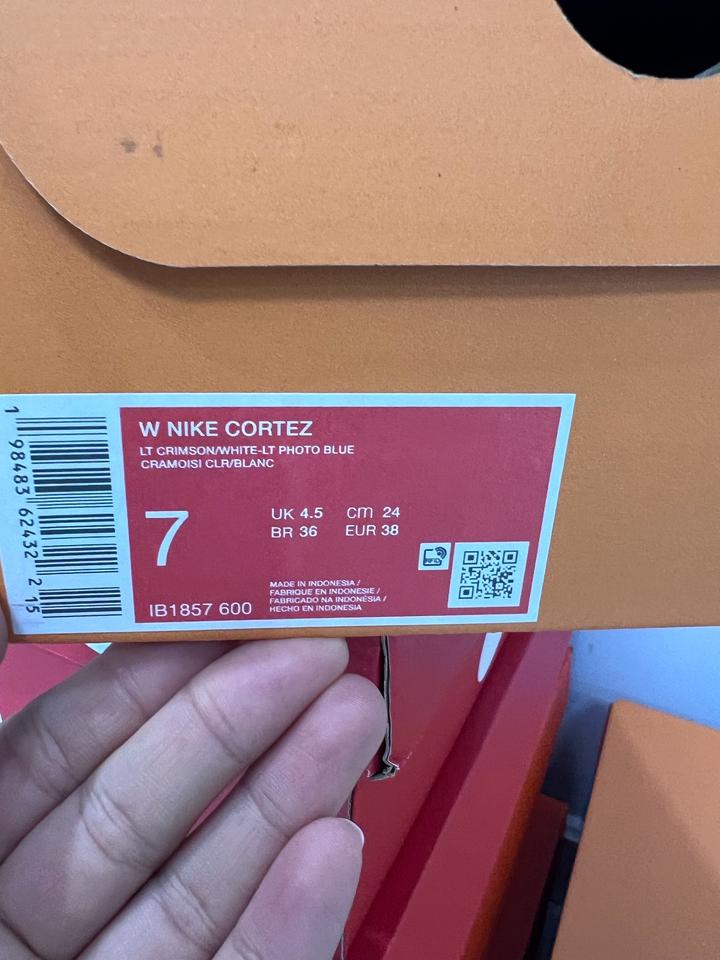 W NIKE CORTEZ
LT CRIMSON/WHITE-LT PHOTO BLUE
CRAMOISI CLR/BLANC
7
UK 4.5 CM 24
BR 36 EUR 38
MADE IN INDONESIA /
FABRIQUE EN INDONESIE /
FABRICADO NA INDONÉSIA /
HECHO EN INDONESIA
IB1857 600
1 98483 62432 2 15